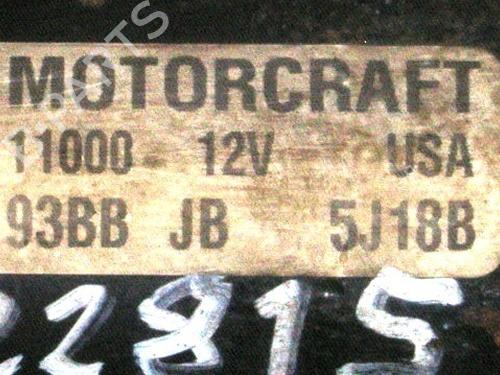 MOTORCRAFT
11000 12V USA
93BB JB 5J18B
22815